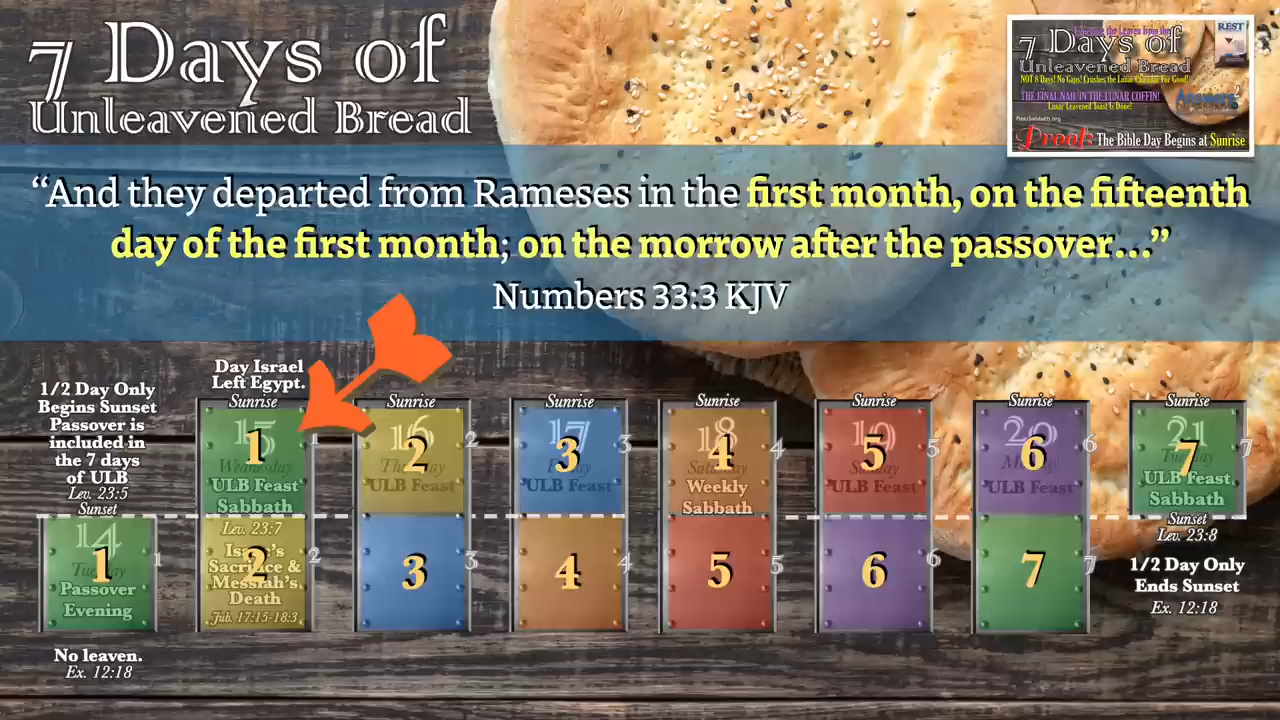 7 Days of
Unleavened Bread
7 Days of
Unleavened Bread
NOT 8 Days! No Gaps! Crushes the Lunar Calendar For Good!
THE FINAL NAIL IN THE LUNAR COFFIN!
Lunar Leavened Toast Is Done!
REST
RestSabbath.org
Proof: The Bible Day Begins at Sunrise
“And they departed from Rameses in the first month, on the fifteenth
day of the first month; on the morrow after the passover…”
Numbers 33:3 KJV
1/2 Day Only
Begins Sunset
Passover is
included in
the 7 days
of ULB
Lev. 23:5
Sunset
14
1
1
Tuesday
Passover
Evening
No leaven.
Ex. 12:18
Day Israel
Left Egypt.
Sunrise
15
1
1
Wednesday
ULB Feast
Sabbath
Lev. 23:7
2
2
Isaac's
Sacrifice &
Messiah's
Death
Jub. 17:15-18:3
Sunrise
16
2
2
Thursday
ULB Feast
3
3
Sunrise
17
3
3
Friday
ULB Feast
4
4
Sunrise
18
4
4
Saturday
Weekly
Sabbath
5
5
Sunrise
19
5
5
Sunday
ULB Feast
6
6
Sunrise
20
6
6
Monday
ULB Feast
7
7
Sunrise
21
7
7
Tuesday
ULB Feast
Sabbath
Sunset
Lev. 23:8
1/2 Day Only
Ends Sunset
Ex. 12:18